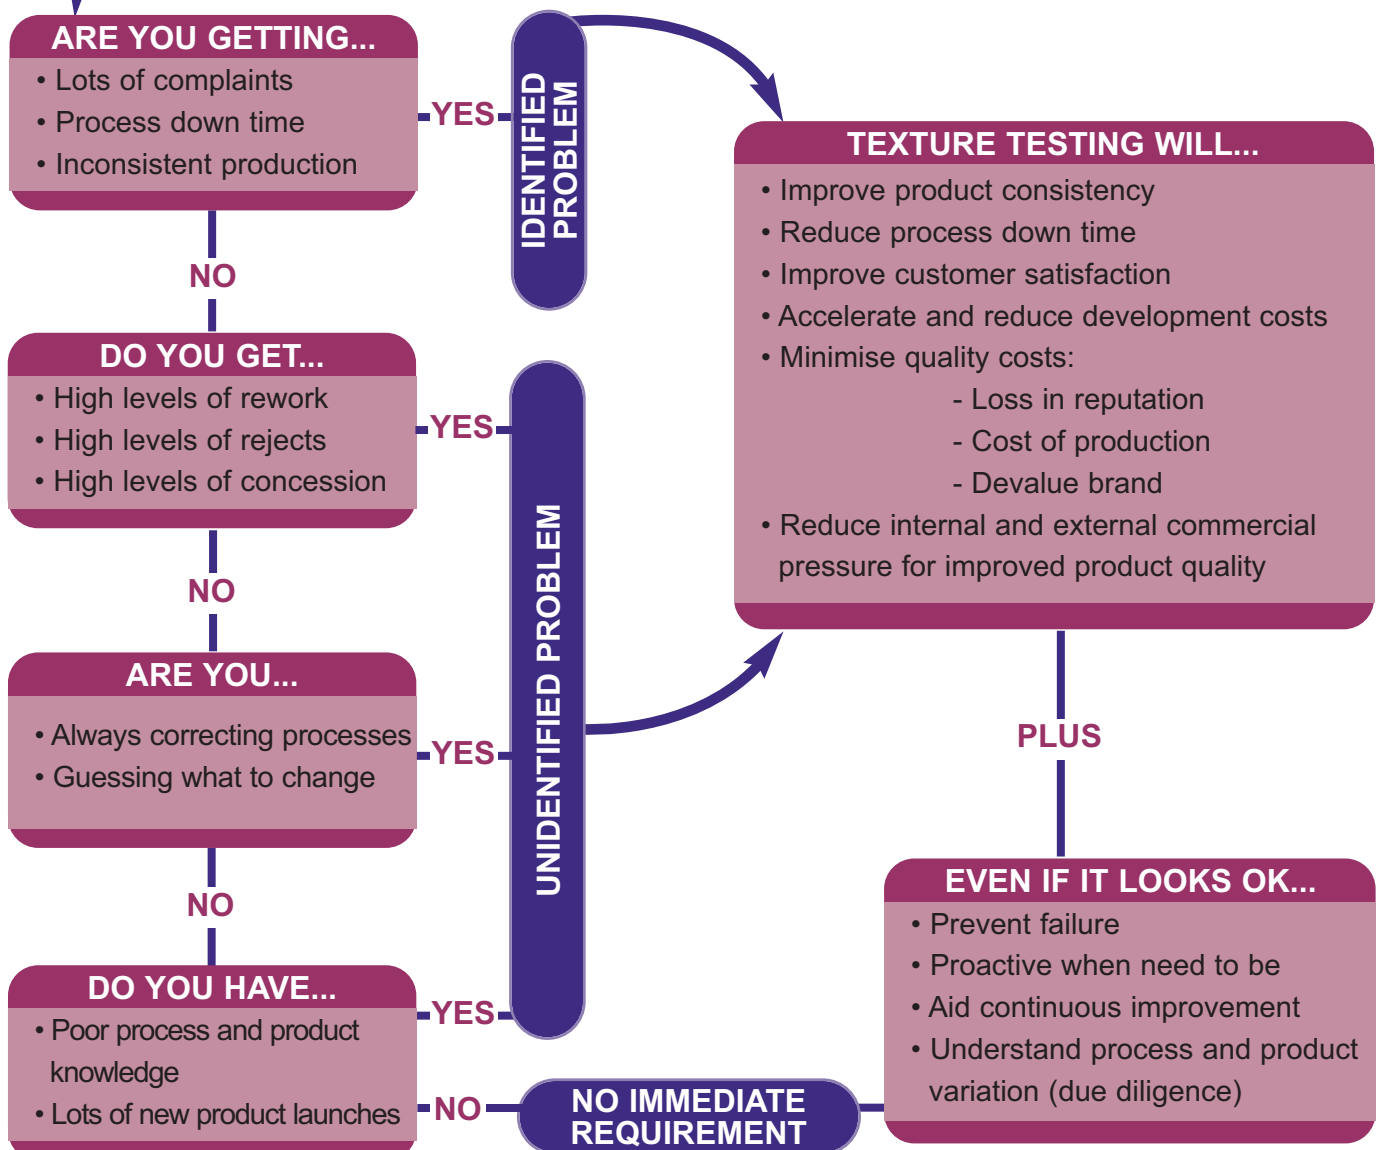 ARE YOU GETTING...
• Lots of complaints
• Process down time
• Inconsistent production
YES
IDENTIFIED
PROBLEM
NO
DO YOU GET...
• High levels of rework
• High levels of rejects
• High levels of concession
YES
NO
ARE YOU...
• Always correcting processes
• Guessing what to change
YES
UNIDENTIFIED PROBLEM
NO
DO YOU HAVE...
• Poor process and product
knowledge
• Lots of new product launches
YES
NO
NO IMMEDIATE
REQUIREMENT
TEXTURE TESTING WILL...
• Improve product consistency
• Reduce process down time
• Improve customer satisfaction
• Accelerate and reduce development costs
• Minimise quality costs:
- Loss in reputation
- Cost of production
- Devalue brand
• Reduce internal and external commercial
pressure for improved product quality
PLUS
EVEN IF IT LOOKS OK...
• Prevent failure
• Proactive when need to be
• Aid continuous improvement
• Understand process and product
variation (due diligence)